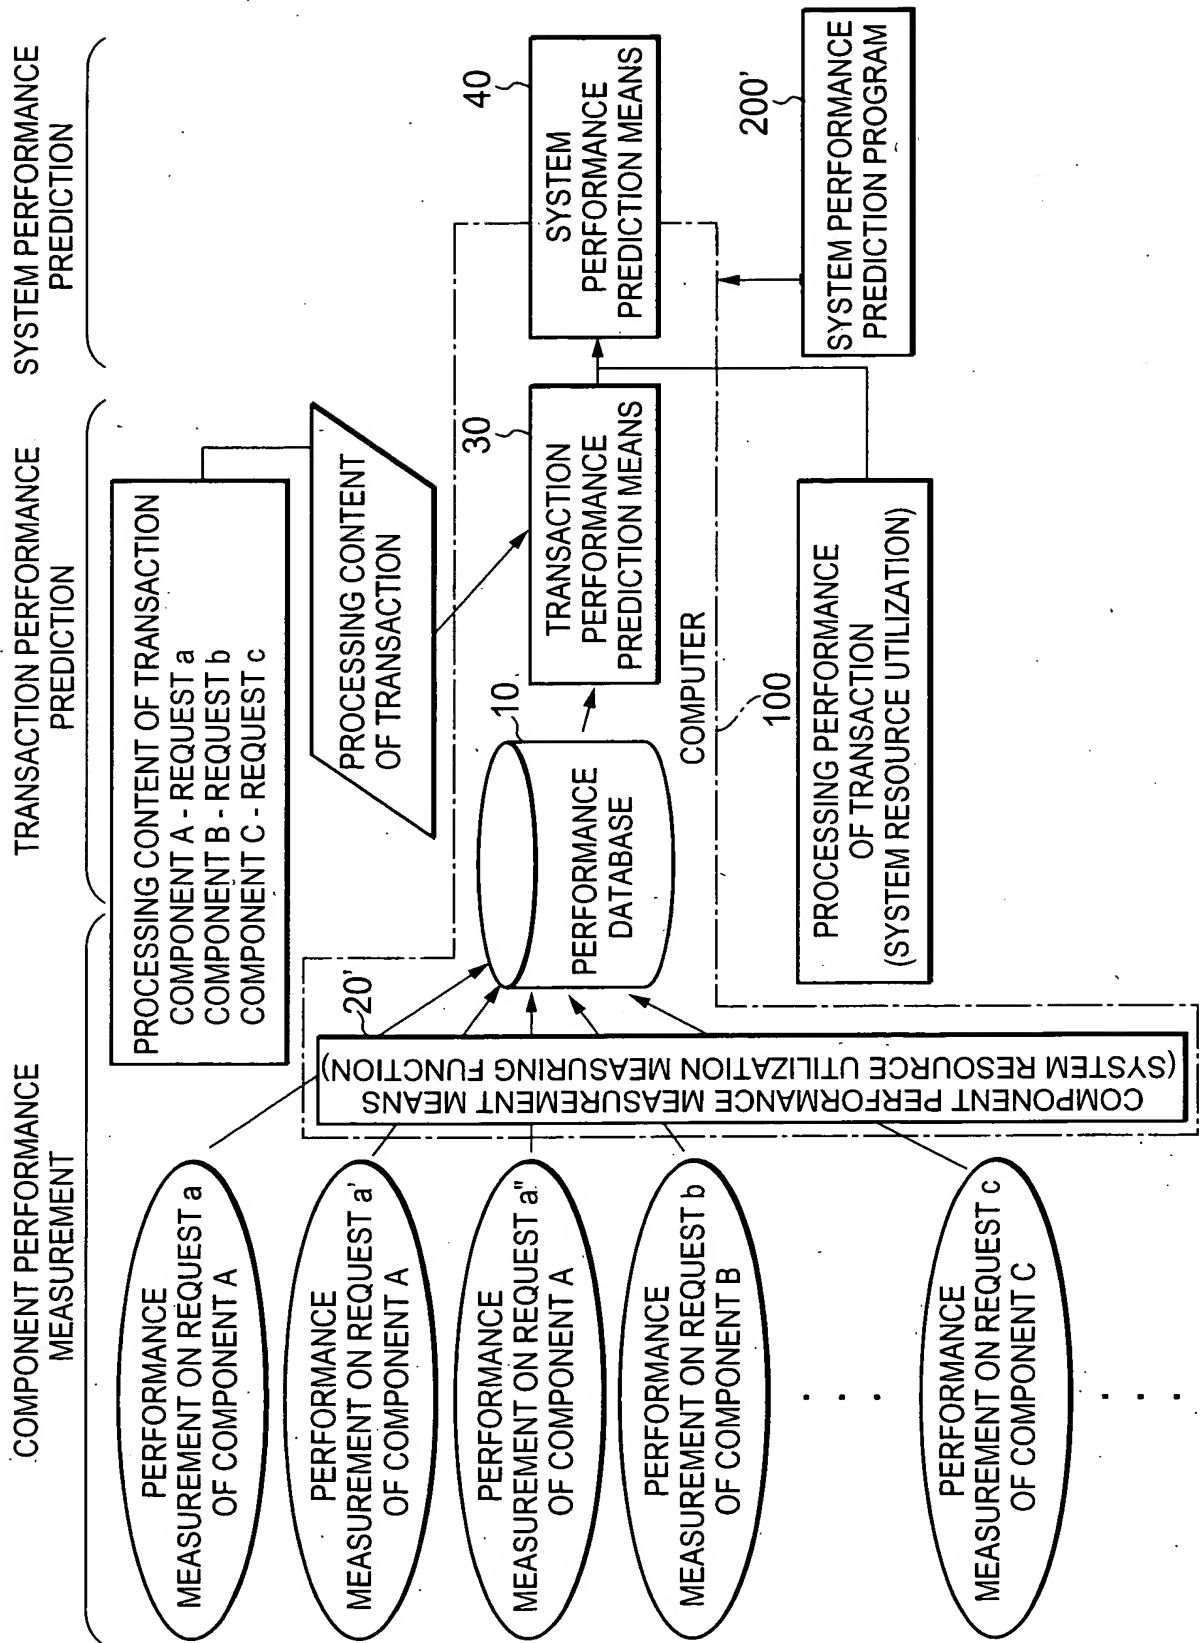 COMPONENT PERFORMANCE
MEASUREMENT
TRANSACTION PERFORMANCE
PREDICTION
SYSTEM PERFORMANCE
PREDICTION
PERFORMANCE
MEASUREMENT ON REQUEST a
OF COMPONENT A
PERFORMANCE
MEASUREMENT ON REQUEST a'
OF COMPONENT A
PERFORMANCE
MEASUREMENT ON REQUEST a"
OF COMPONENT A
PERFORMANCE
MEASUREMENT ON REQUEST b
OF COMPONENT B
. . .
PERFORMANCE
MEASUREMENT ON REQUEST c
OF COMPONENT C
. . .
COMPONENT PERFORMANCE MEASUREMENT MEANS
(SYSTEM RESOURCE UTILIZATION MEASURING FUNCTION)
20'
PROCESSING CONTENT OF TRANSACTION
COMPONENT A - REQUEST a
COMPONENT B - REQUEST b
COMPONENT C - REQUEST c
PROCESSING CONTENT
OF TRANSACTION
10
PERFORMANCE
DATABASE
30
TRANSACTION
PERFORMANCE
PREDICTION MEANS
COMPUTER
100
PROCESSING PERFORMANCE
OF TRANSACTION
(SYSTEM RESOURCE UTILIZATION)
40
SYSTEM
PERFORMANCE
PREDICTION MEANS
200'
SYSTEM PERFORMANCE
PREDICTION PROGRAM